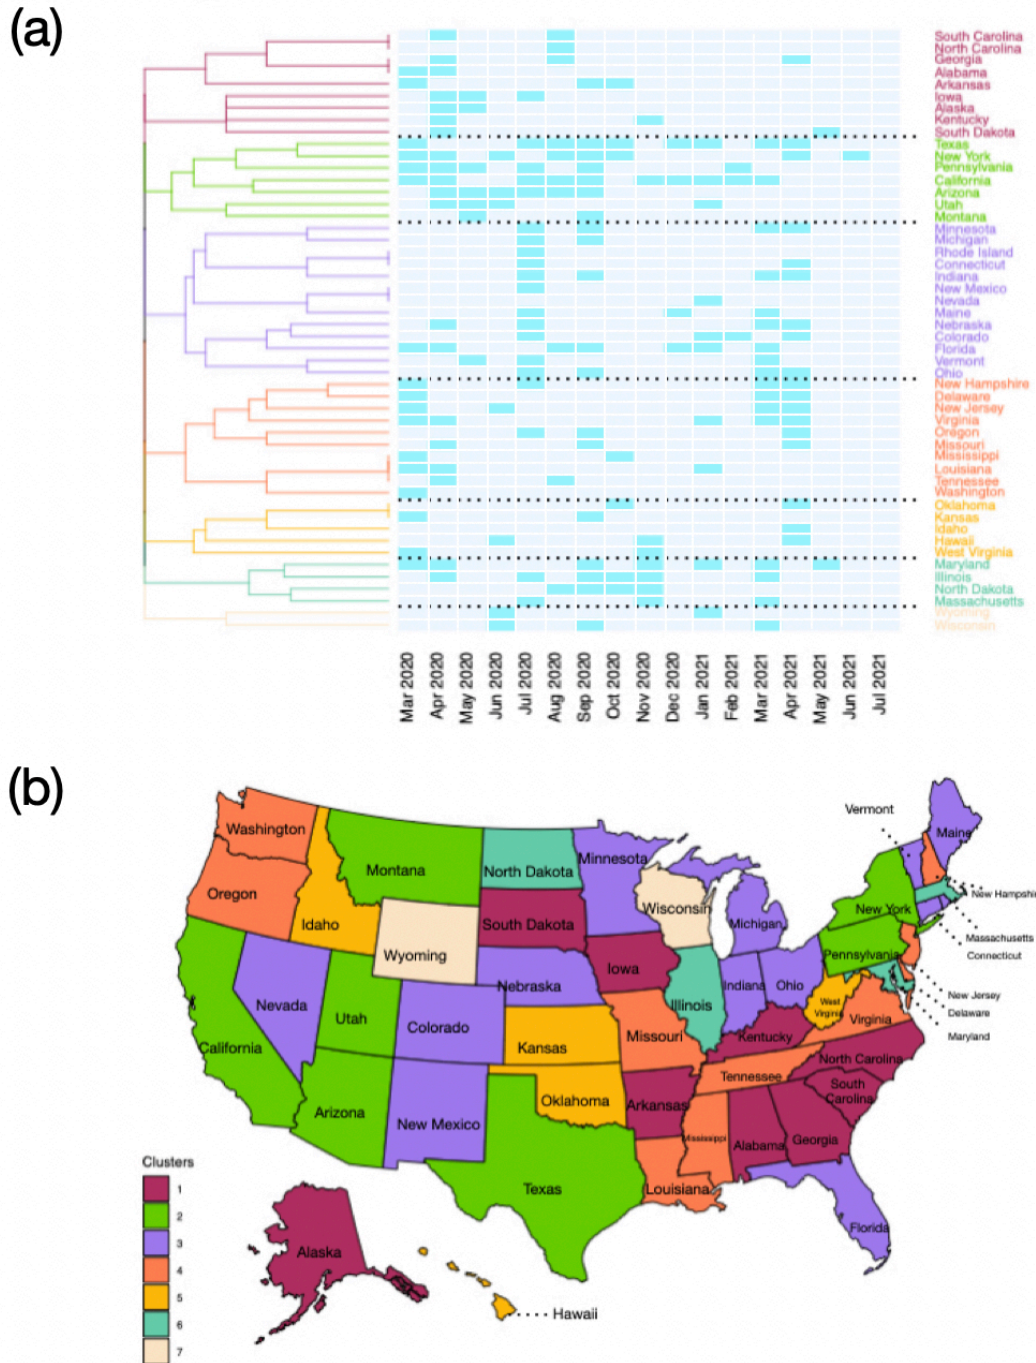 (a)
South Carolina
North Carolina
Georgia
Alabama
Arkansas
Iowa
Alaska
Kentucky
South Dakota
Texas
New York
Pennsylvania
California
Arizona
Utah
Montana
Minnesota
Michigan
Rhode Island
Connecticut
Indiana
New Mexico
Nevada
Maine
Nebraska
Colorado
Florida
Vermont
Ohio
New Hampshire
Delaware
New Jersey
Virginia
Oregon
Missouri
Mississippi
Louisiana
Tennessee
Washington
Oklahoma
Kansas
Idaho
Hawaii
West Virginia
Maryland
Illinois
North Dakota
Massachusetts
Wyoming
Wisconsin
Mar 2020
Apr 2020
May 2020
Jun 2020
Jul 2020
Aug 2020
Sep 2020
Oct 2020
Nov 2020
Dec 2020
Jan 2021
Feb 2021
Mar 2021
Apr 2021
May 2021
Jun 2021
Jul 2021
(b)
Vermont
Washington
Maine
Montana
North Dakota
Minnesota
Oregon
New Hampshi
Idaho
Wisconsin
New York
South Dakota
Michigan
Massachusetts
Wyoming
Pennsylvania
Connecticut
Iowa
Nebraska
Indiana
Ohio
New Jersey
Nevada
Illinois
West
Virginia
Delaware
Utah
Colorado
Virginia
Missouri
Kentucky
Maryland
California
Kansas
North Carolina
Tennessee
South
Carolina
Oklahoma
Arkansas
Arizona
New Mexico
Mississippi
Alabama
Georgia
Clusters
1
2
3
4
5
6
7
Texas
Louisiana
Florida
Alaska
Hawaii